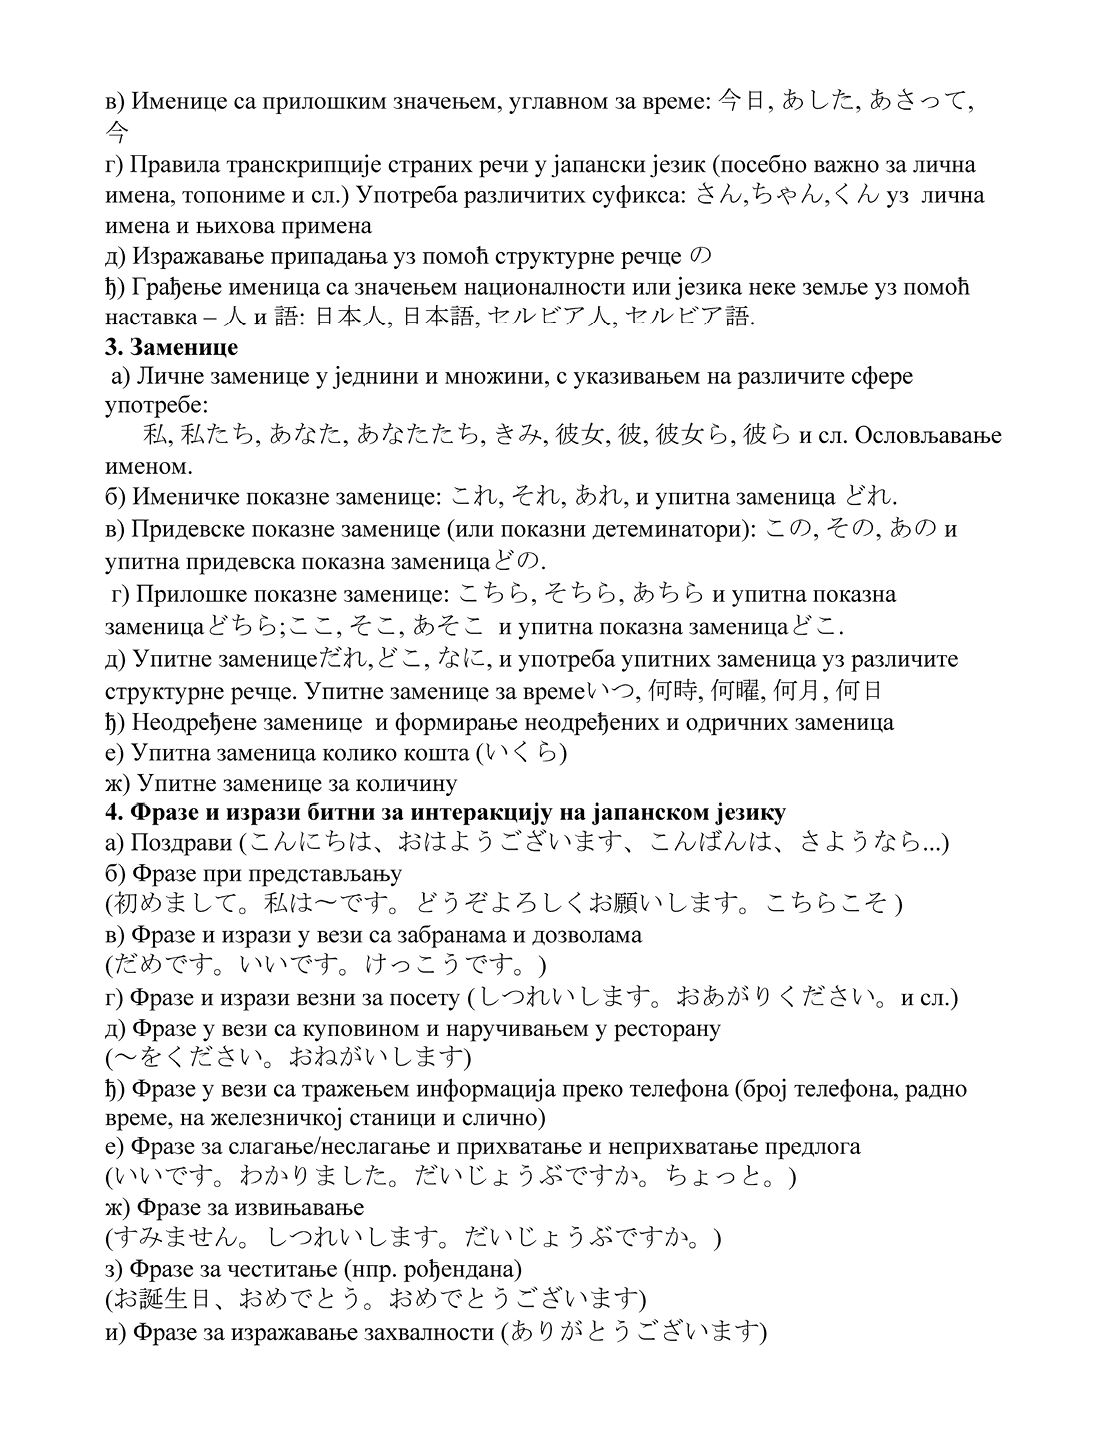 в) Именице са прилошким значењем, углавном за време: 今日, あした, あさって,
今
г) Правила транскрипције страних речи у јапански језик (посебно важно за лична
имена, топониме и сл.) Употреба различитих суфикса: さん,ちゃん,くん уз  лична
имена и њихова примена
д) Изражавање припадања уз помоћ структурне речце の
ђ) Грађење именица са значењем националности или језика неке земље уз помоћ
наставка – 人 и 語: 日本人, 日本語, セルビア人, セルビア語.
3. Заменице
а) Личне заменице у једнини и множини, с указивањем на различите сфере
употребе:
私, 私たち, あなた, あなたたち, きみ, 彼女, 彼, 彼女ら, 彼ら и сл. Ословљавање
именом.
б) Именичке показне заменице: これ, それ, あれ, и упитна заменица どれ.
в) Придевске показне заменице (или показни детеминатори): この, その, あの и
упитна придевска показна заменицаどの.
г) Прилошке показне заменице: こちら, そちら, あちら и упитна показна
заменицаどちら;ここ, そこ, あそこ  и упитна показна заменицаどこ.
д) Упитне заменицеだれ,どこ, なに, и употреба упитних заменица уз различите
структурне речце. Упитне заменице за времеいつ, 何時, 何曜, 何月, 何日
ђ) Неодређене заменице  и формирање неодређених и одричних заменица
е) Упитна заменица колико кошта (いくら)
ж) Упитне заменице за количину
4. Фразе и изрази битни за интеракцију на јапанском језику
а) Поздрави (こんにちは、おはようございます、こんばんは、さようなら...)
б) Фразе при представљању
(初めまして。私は〜です。どうぞよろしくお願いします。こちらこそ )
в) Фразе и изрази у вези са забранама и дозволама
(だめです。いいです。けっこうです。)
г) Фразе и изрази везни за посету (しつれいします。おあがりください。и сл.)
д) Фразе у вези са куповином и наручивањем у ресторану
(〜をください。おねがいします)
ђ) Фразе у вези са тражењем информација преко телефона (број телефона, радно
време, на железничкој станици и слично)
е) Фразе за слагање/неслагање и прихватање и неприхватање предлога
(いいです。わかりました。だいじょうぶですか。ちょっと。)
ж) Фразе за извињавање
(すみません。しつれいします。だいじょうぶですか。)
з) Фразе за честитање (нпр. рођендана)
(お誕生日、おめでとう。おめでとうございます)
и) Фразе за изражавање захвалности (ありがとうございます)